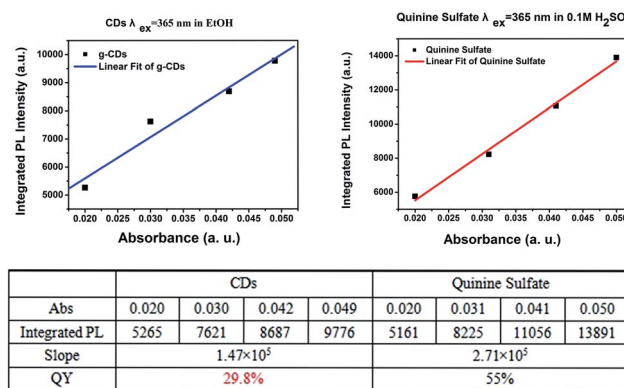 CDs λ ex=365 nm in EtOH
g-CDs
Linear Fit of g-CDs
Integrated PL Intensity (a.u.)
10000
9000
8000
7000
6000
5000
0.020 0.025 0.030 0.035 0.040 0.045 0.050
Absorbance (a. u.)
Quinine Sulfate λ ex=365 nm in 0.1M H2SO
Quinine Sulfate
Linear Fit of Quinine Sulfate
Integrated PL Intensity (a.u.)
14000
12000
10000
8000
6000
0.020 0.025 0.030 0.035 0.040 0.045 0.050
Absorbance (a. u.)
CDs Quinine Sulfate
Abs 0.020 0.030 0.042 0.049 0.020 0.031 0.041 0.050
Integrated PL 5265 7621 8687 9776 5161 8225 11056 13891
Slope 1.47×10⁵ 2.71×10⁵
QY 29.8% 55%